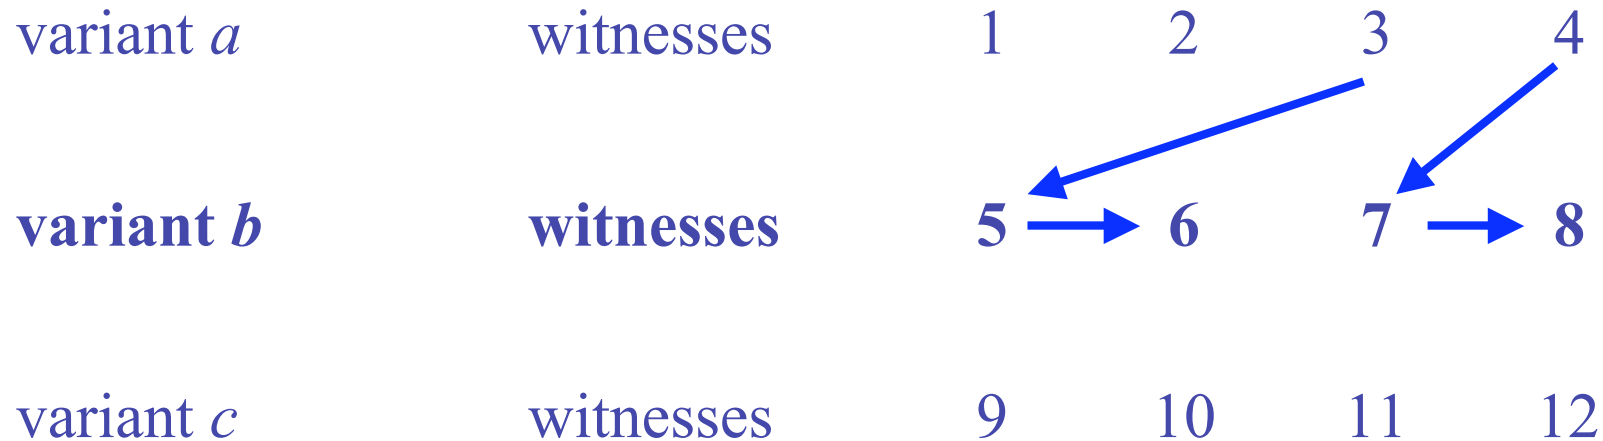 variant a witnesses 1 2 3 4
variant b witnesses 5 6 7 8
variant c witnesses 9 10 11 12